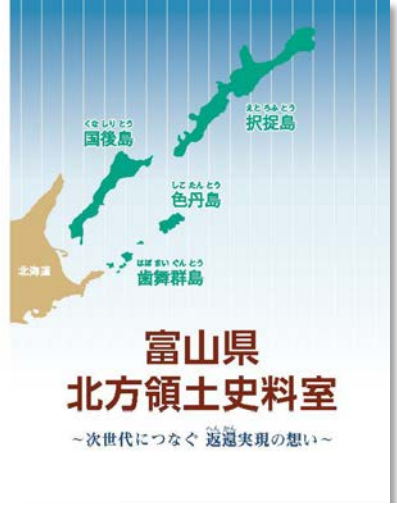 えとろふとう
択捉島
くなしりとう
国後島
しこたんとう
色丹島
北海道
はぼまいぐんとう
歯舞群島
富山県
北方領土史料室
~次世代につなぐ 返還実現の想い~
へんかん